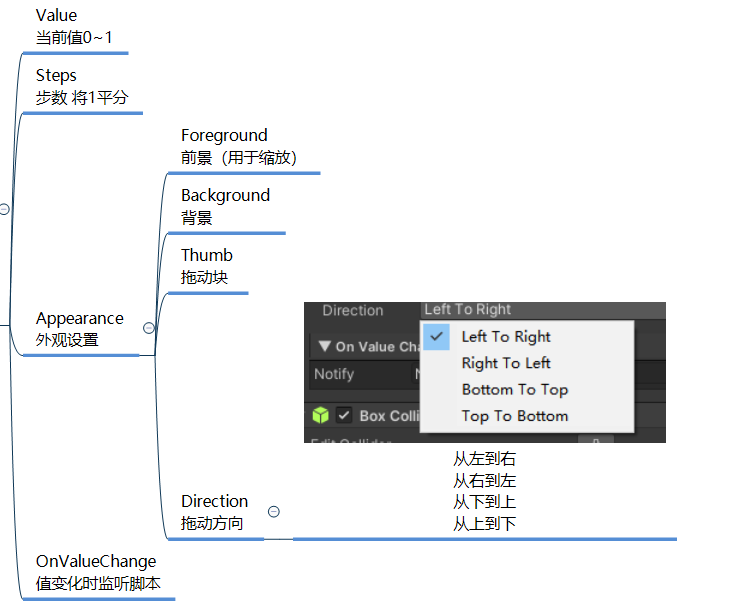 Value
当前值0~1
Steps
步数 将1平分
Foreground
前景（用于缩放）
Background
背景
Thumb
拖动块
Appearance
外观设置
Direction
Left To Right
Left To Right
On Value Cha
Right To Left
Notify
Bottom To Top
Box Colli
Top To Bottom
从左到右
从右到左
从下到上
从上到下
Direction
拖动方向
OnValueChange
值变化时监听脚本